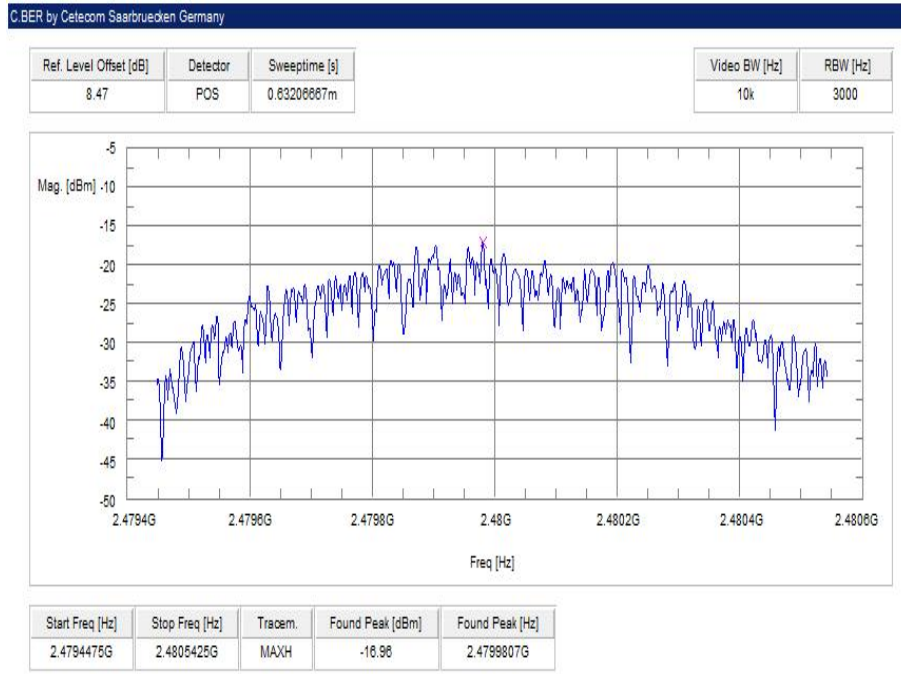 C.BER by Cetecom Saarbruecken Germany
Ref. Level Offset [dB] Detector Sweeptime [s] Video BW [Hz] RBW [Hz]
8.47 POS 0.63206667m 10k 3000
-5
Mag. [dBm] -10
-15
-20
-25
-30
-35
-40
-45
-50
2.4794G 2.4796G 2.4798G 2.48G 2.4802G 2.4804G 2.4806G
Freq [Hz]
Start Freq [Hz] Stop Freq [Hz] Tracem. Found Peak [dBm] Found Peak [Hz]
2.4794475G 2.4805425G MAXH -16.96 2.4799807G